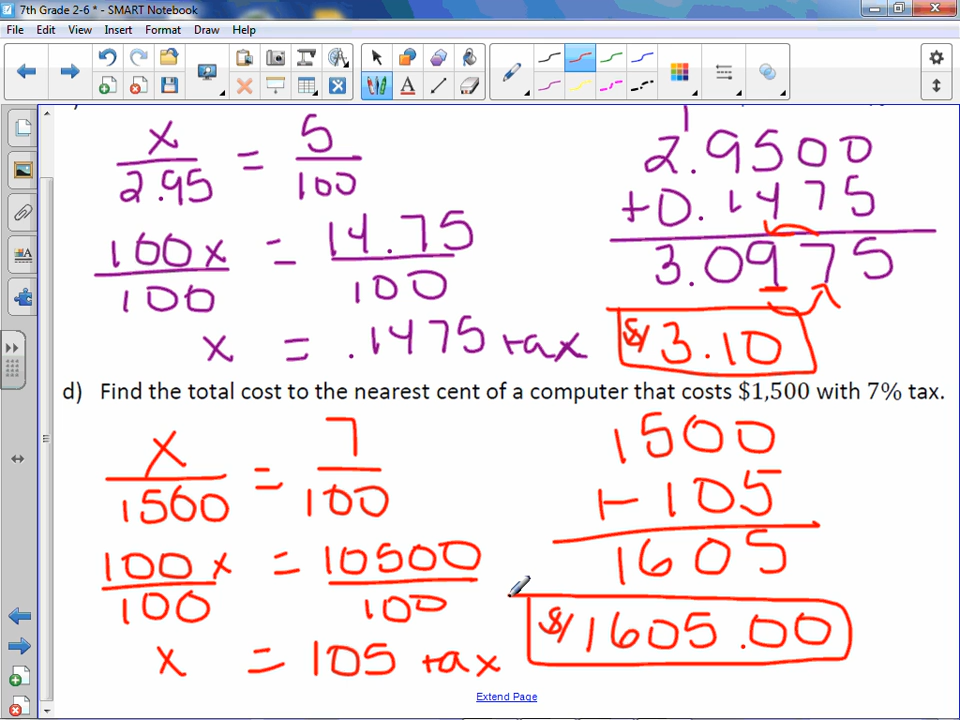 7th Grade 2-6 * - SMART Notebook
File Edit View Insert Format Draw Help
x/2.95 = 5/100
100x/100 = 14.75/100
x = .1475 tax
1
2.9500
+0.1475
3.0975
$3.10
d) Find the total cost to the nearest cent of a computer that costs $1,500 with 7% tax.
x/1500 = 7/100
100x/100 = 10500/100
x = 105 tax
1500
+105
1605
$1605.00
Extend Page